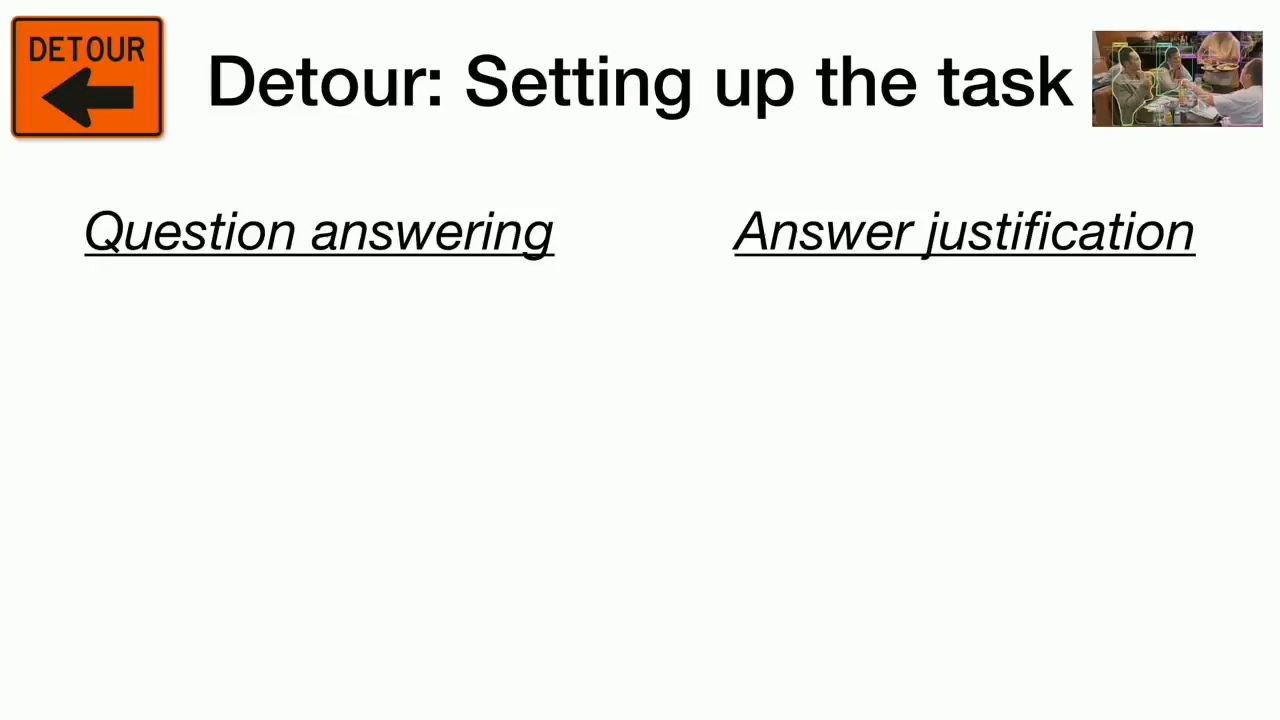 DETOUR
Detour: Setting up the task
Question answering
Answer justification